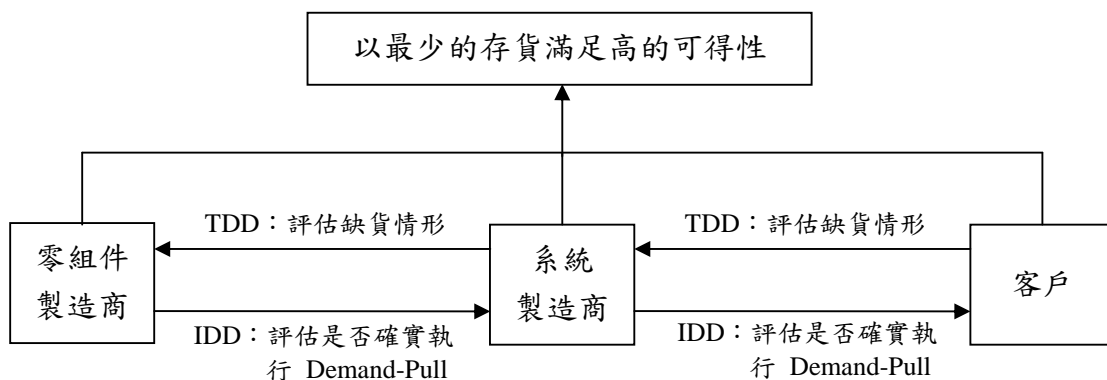 以最少的存貨滿足高的可得性
TDD：評估缺貨情形
TDD：評估缺貨情形
零組件
製造商
系統
製造商
客戶
IDD：評估是否確實執
行 Demand-Pull
IDD：評估是否確實執
行 Demand-Pull